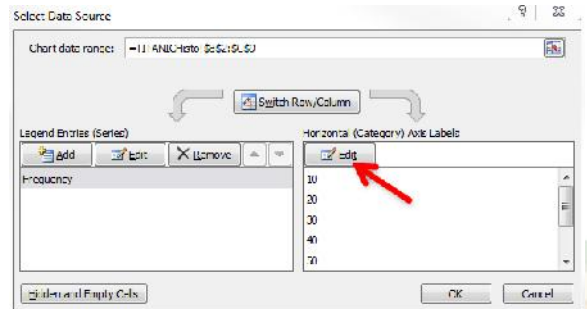 Select Data Source
Chart data range:
Switch Row/Column
Legend Entries (Series)
Horizontal (Category) Axis Labels
Add Edit Remove
Edit
Frequency
10
20
30
40
50
Hidden and Empty Cells
OK Cancel